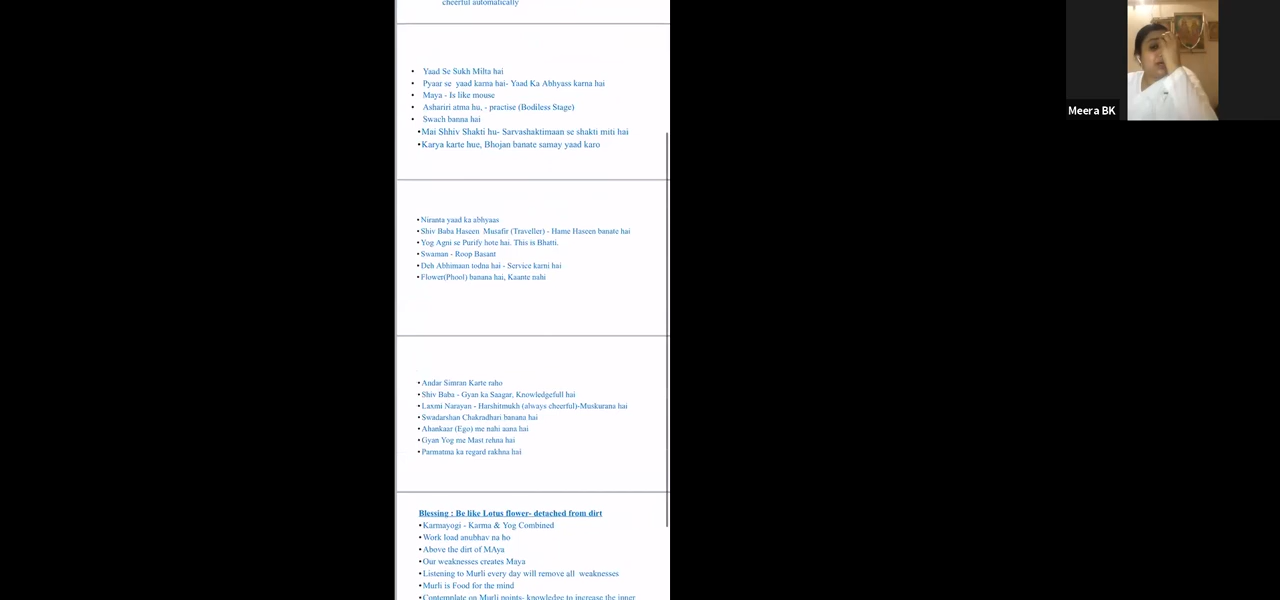 cheerful automatically
• Yaad Se Sukh Milta hai
• Pyaar se yaad karna hai- Yaad Ka Abhyass karna hai
• Maya - Is like mouse
• Ashariri atma hu, - practise (Bodiless Stage)
• Swach banna hai
•Mai Shhiv Shakti hu- Sarvashaktimaan se shakti miti hai
•Karya karte hue, Bhojan banate samay yaad karo
•Niranta yaad ka abhyaas
•Shiv Baba Haseen Musafir (Traveller) - Hame Haseen banate hai
•Yog Agni se Purify hote hai. This is Bhatti.
•Swaman - Roop Basant
•Deh Abhimaan todna hai - Service karni hai
•Flower(Phool) banana hai, Kaante nahi
•Andar Simran Karte raho
•Shiv Baba - Gyan ka Saagar, Knowledgefull hai
•Laxmi Narayan - Harshitmukh (always cheerful)-Muskurana hai
•Swadarshan Chakradhari banana hai
•Ahankaar (Ego) me nahi aana hai
•Gyan Yog me Mast rehna hai
•Parmatma ka regard rakhna hai
Blessing : Be like Lotus flower- detached from dirt
•Karmayogi - Karma & Yog Combined
•Work load anubhav na ho
•Above the dirt of MAya
•Our weaknesses creates Maya
•Listening to Murli every day will remove all weaknesses
•Murli is Food for the mind
•Contemplate on Murli points- knowledge to increase the inner
Meera BK